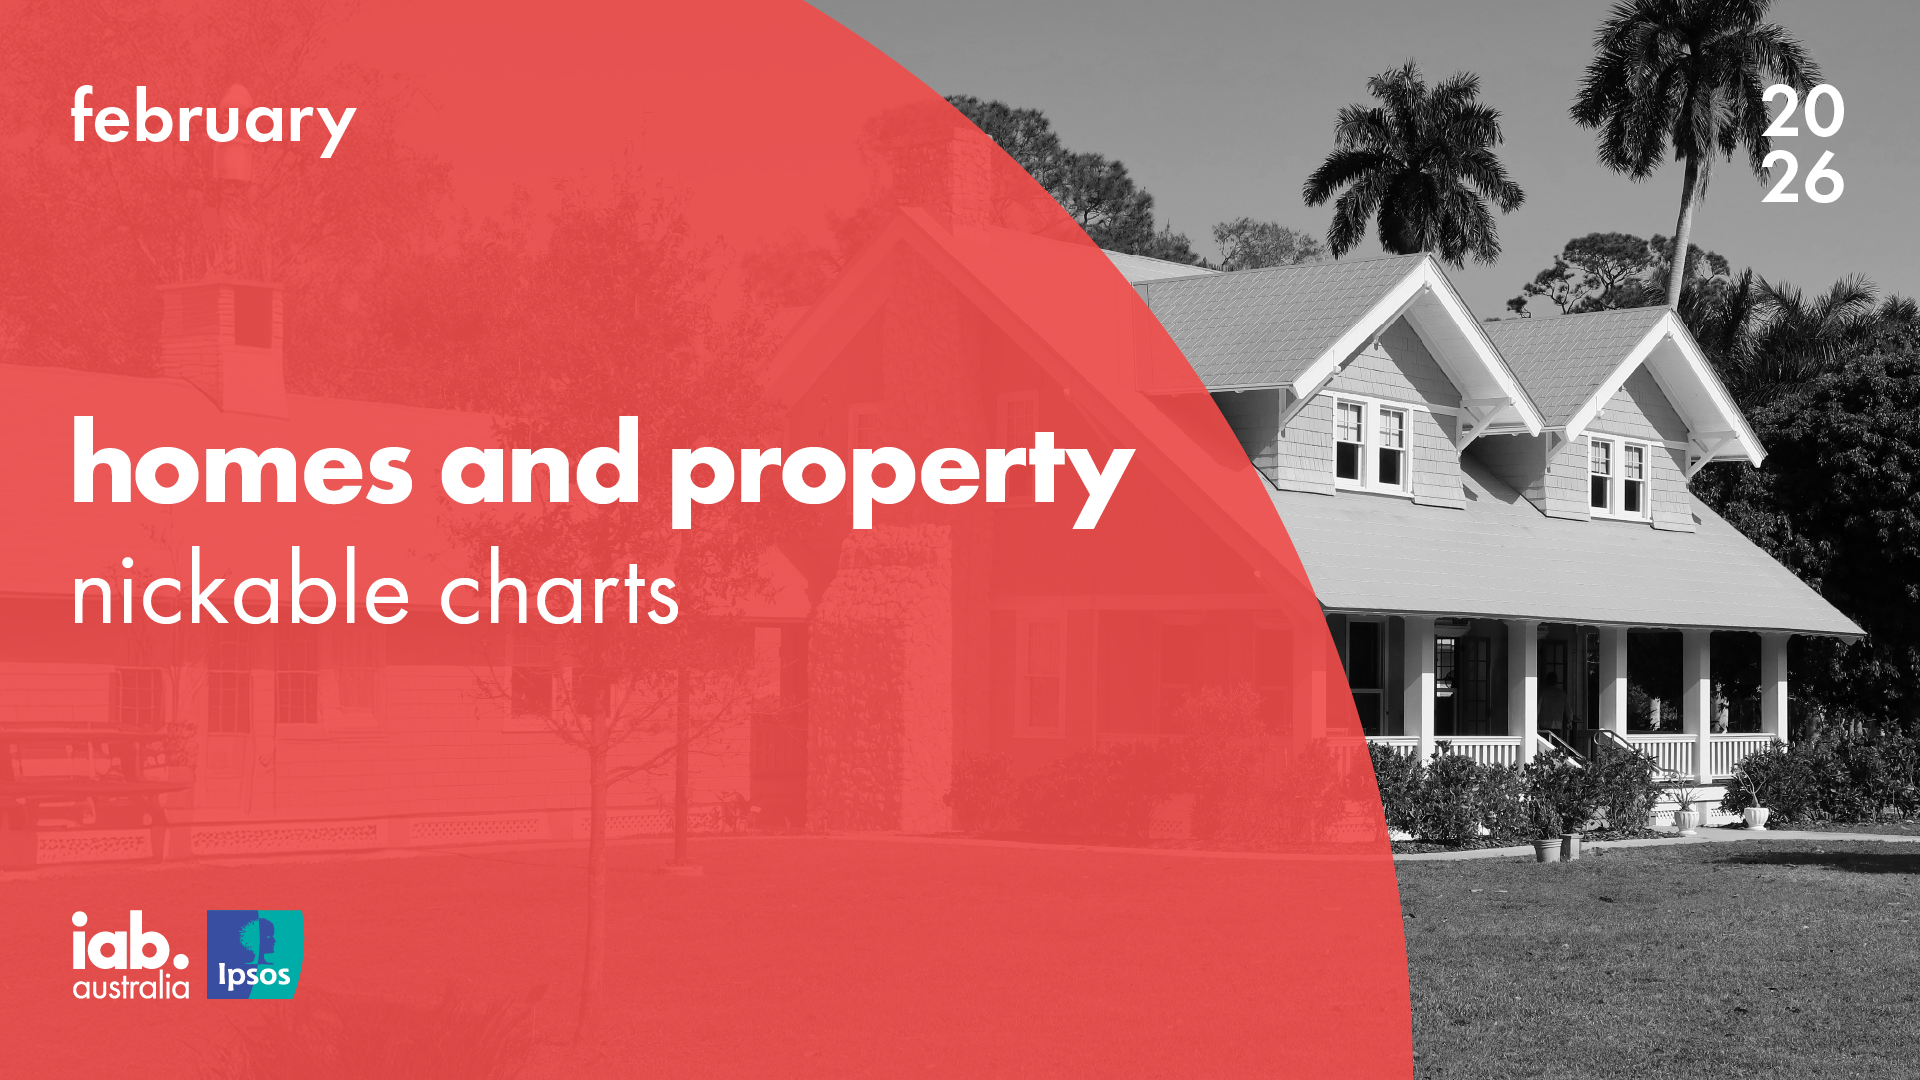 february
20
26
homes and property
nickable charts
iab.
australia
Ipsos